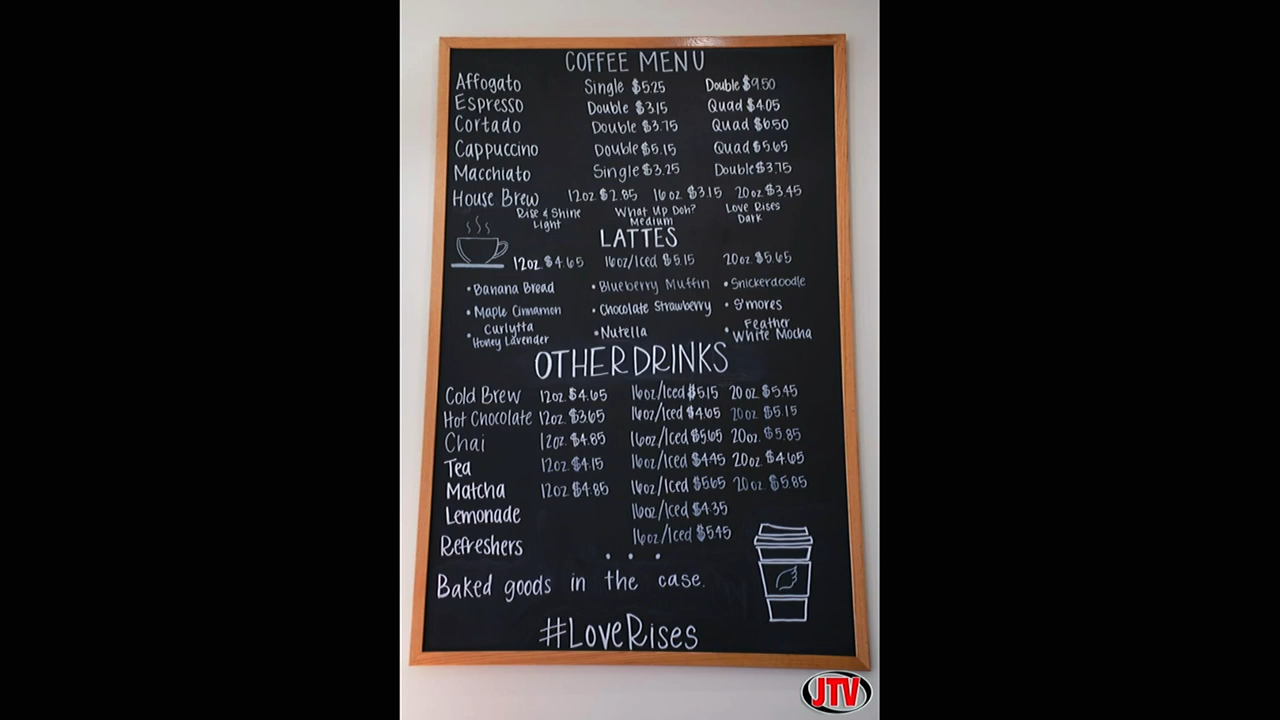 COFFEE MENU
Affogato Single $5.25 Double $9.50
Espresso Double $3.15 Quad $4.05
Cortado Double $3.75 Quad $6.50
Cappuccino Double $5.15 Quad $5.65
Macchiato Single $3.25 Double $3.75
House Brew 12oz $2.85 16oz $3.15 20oz $3.45
Rise & Shine Light What Up Doh? Medium Love Rises Dark
LATTES
12oz. $4.65 16oz/Iced $5.15 20oz. $5.65
• Banana Bread • Blueberry Muffin • Snickerdoodle
• Maple Cinnamon • Chocolate Strawberry • S'mores
• Curlytta Honey Lavender • Nutella • Feather White Mocha
OTHER DRINKS
Cold Brew 12oz. $4.65 16oz/Iced $5.15 20oz. $5.45
Hot Chocolate 12oz. $3.65 16oz/Iced $4.65 20oz. $5.15
Chai 12oz. $4.85 16oz/Iced $5.65 20oz. $5.85
Tea 12oz. $4.15 16oz/Iced $4.45 20oz. $4.65
Matcha 12oz. $4.85 16oz/Iced $5.65 20oz. $5.85
Lemonade 16oz/Iced $4.35
Refreshers 16oz/Iced $5.45
• • •
Baked goods in the case.
#LoveRises
JTV